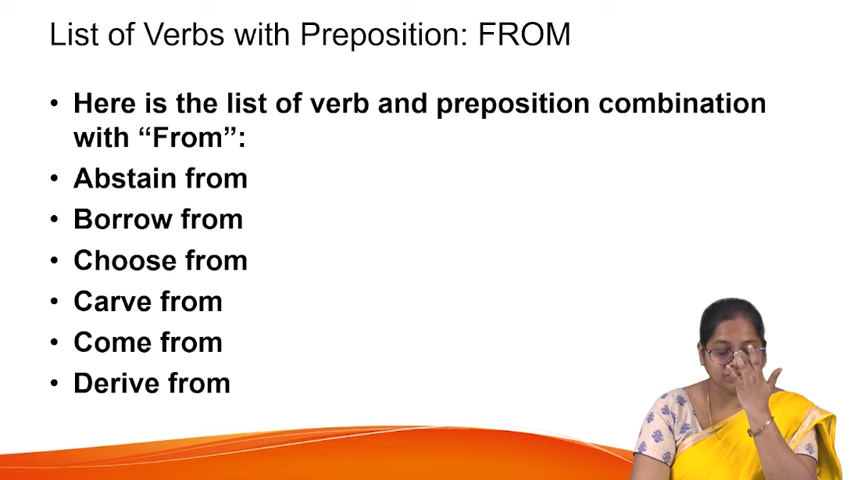 List of Verbs with Preposition: FROM
• Here is the list of verb and preposition combination
with “From”:
• Abstain from
• Borrow from
• Choose from
• Carve from
• Come from
• Derive from